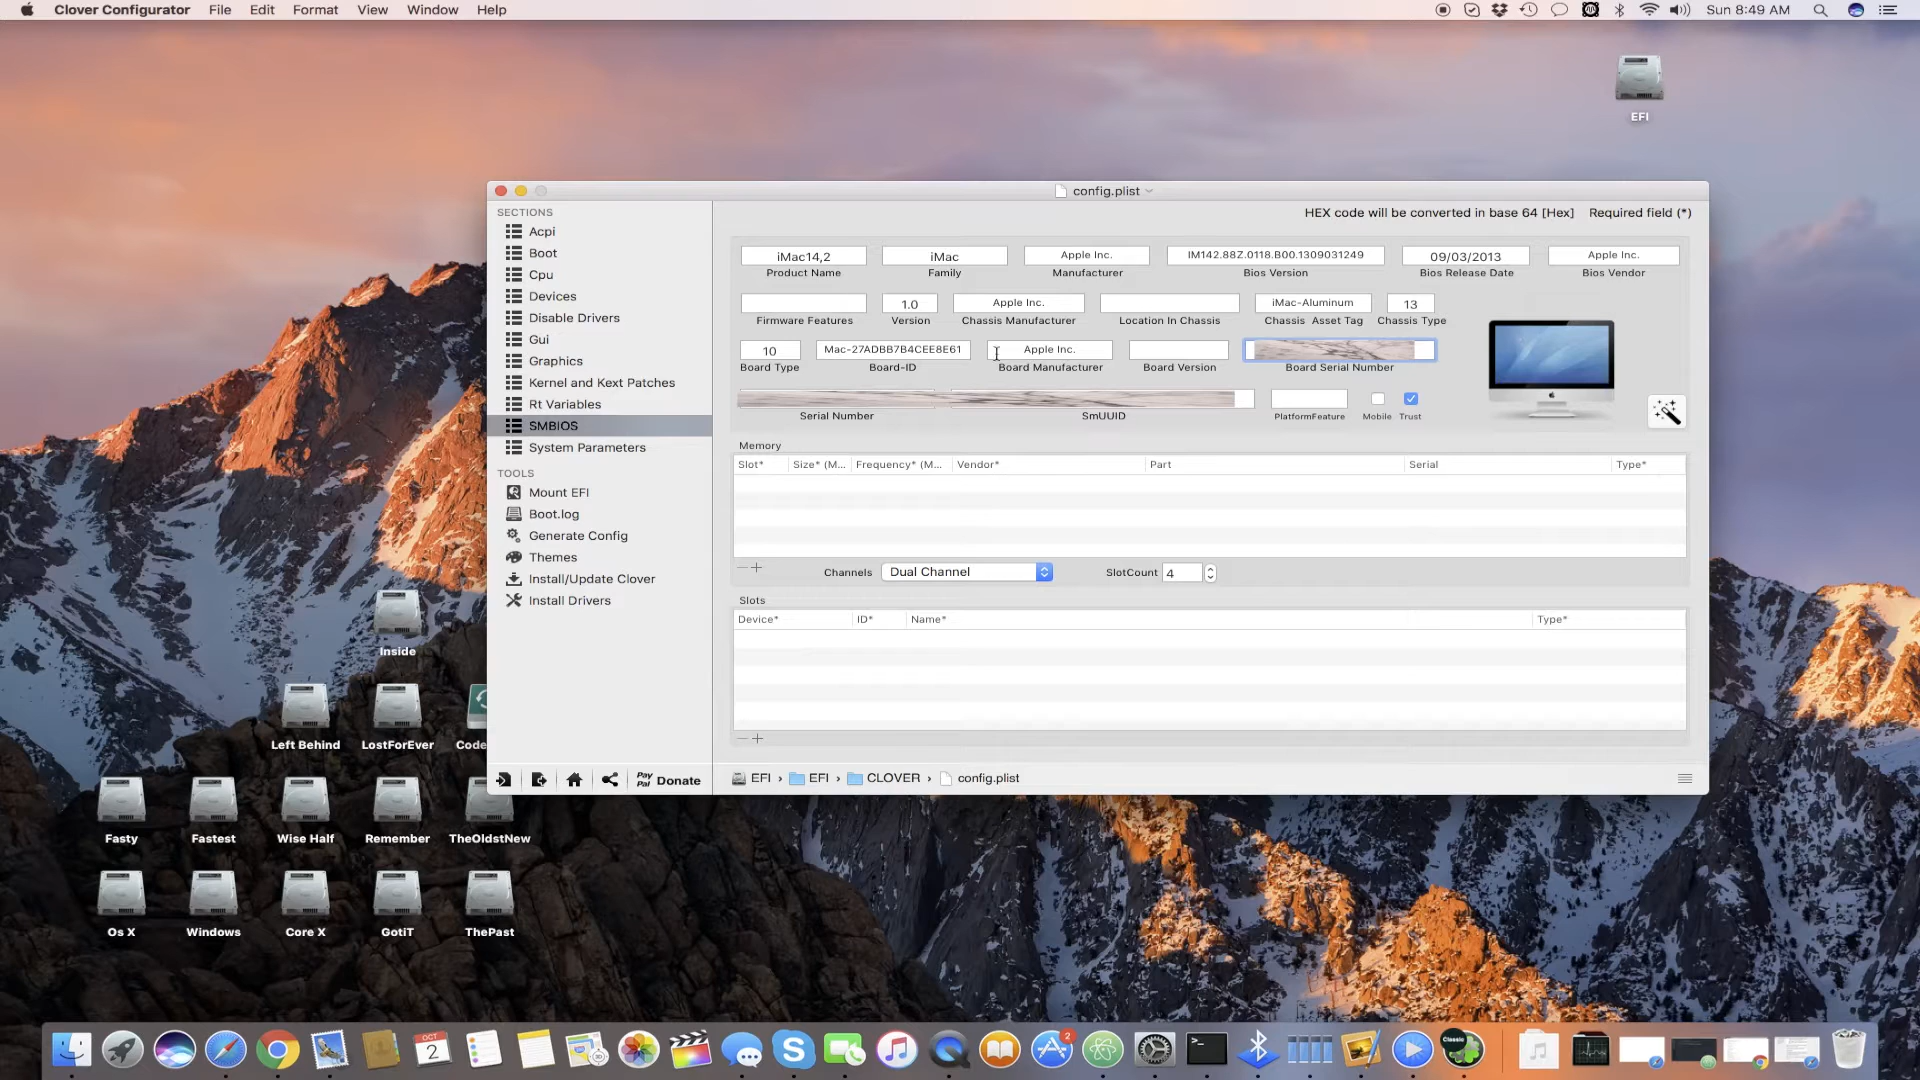 Clover Configurator File Edit Format View Window Help
Sun 8:49 AM
EFI
config.plist
SECTIONS
Acpi
Boot
Cpu
Devices
Disable Drivers
Gui
Graphics
Kernel and Kext Patches
Rt Variables
SMBIOS
System Parameters
TOOLS
Mount EFI
Boot.log
Generate Config
Themes
Install/Update Clover
Install Drivers
Pay Pal Donate
HEX code will be converted in base 64 [Hex] Required field (*)
iMac14,2 iMac Apple Inc. IM142.88Z.0118.B00.1309031249 09/03/2013 Apple Inc.
Product Name Family Manufacturer Bios Version Bios Release Date Bios Vendor
1.0 Apple Inc. iMac-Aluminum 13
Firmware Features Version Chassis Manufacturer Location In Chassis Chassis Asset Tag Chassis Type
10 Mac-27ADBB7B4CEE8E61 Apple Inc.
Board Type Board-ID Board Manufacturer Board Version Board Serial Number
Serial Number SmUUID PlatformFeature Mobile Trust
Memory
Slot* Size* (M... Frequency* (M... Vendor* Part Serial Type*
Channels Dual Channel SlotCount 4
Slots
Device* ID* Name* Type*
EFI › EFI › CLOVER › config.plist
Inside
Left Behind LostForEver Code
Fasty Fastest Wise Half Remember TheOldstNew
Os X Windows Core X GotiT ThePast
OCT
2
2
Classic